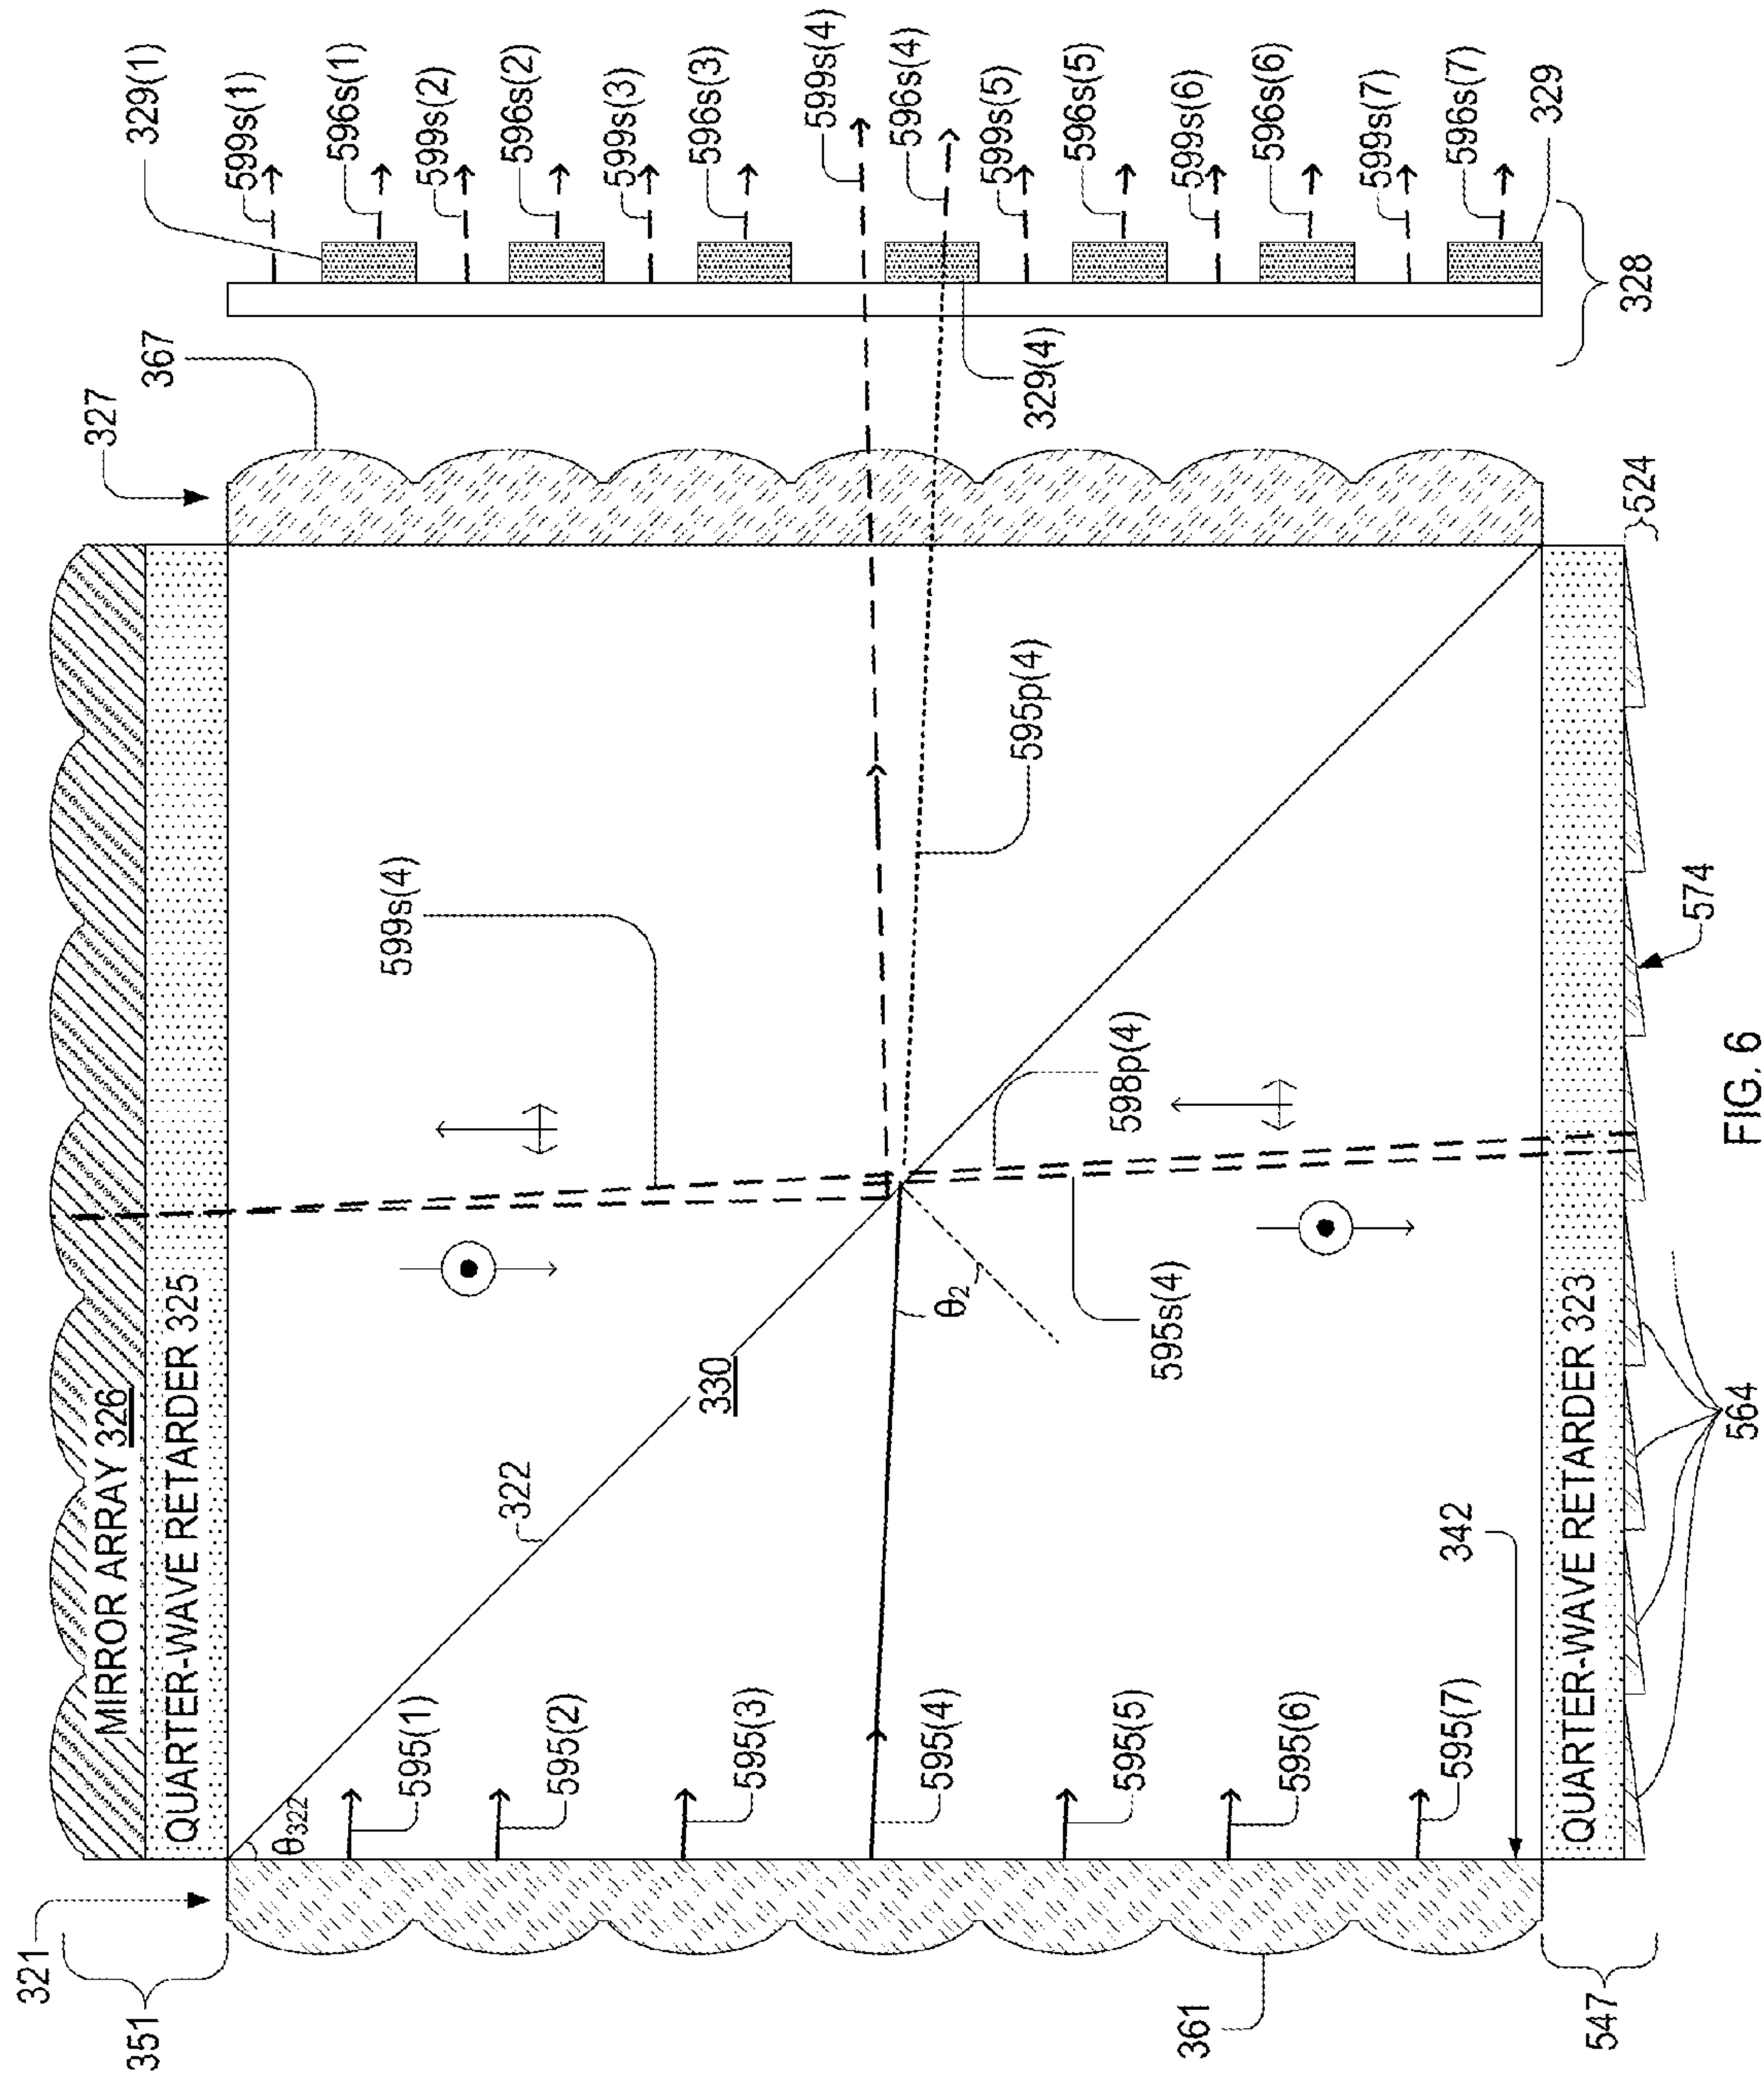 321
351
MIRROR ARRAY 326
QUARTER-WAVE RETARDER 325
327
367
329(1)
599s(1)
596s(1)
599s(2)
596s(2)
599s(3)
596s(3)
599s(4)
596s(4)
599s(5)
596s(5)
599s(6)
596s(6)
599s(7)
596s(7)
329
328
329(4)
θ322
322
330
599s(4)
595p(4)
θ2
598p(4)
595s(4)
595(1)
595(2)
595(3)
595(4)
595(5)
595(6)
595(7)
342
361
547
QUARTER-WAVE RETARDER 323
524
574
564
FIG. 6